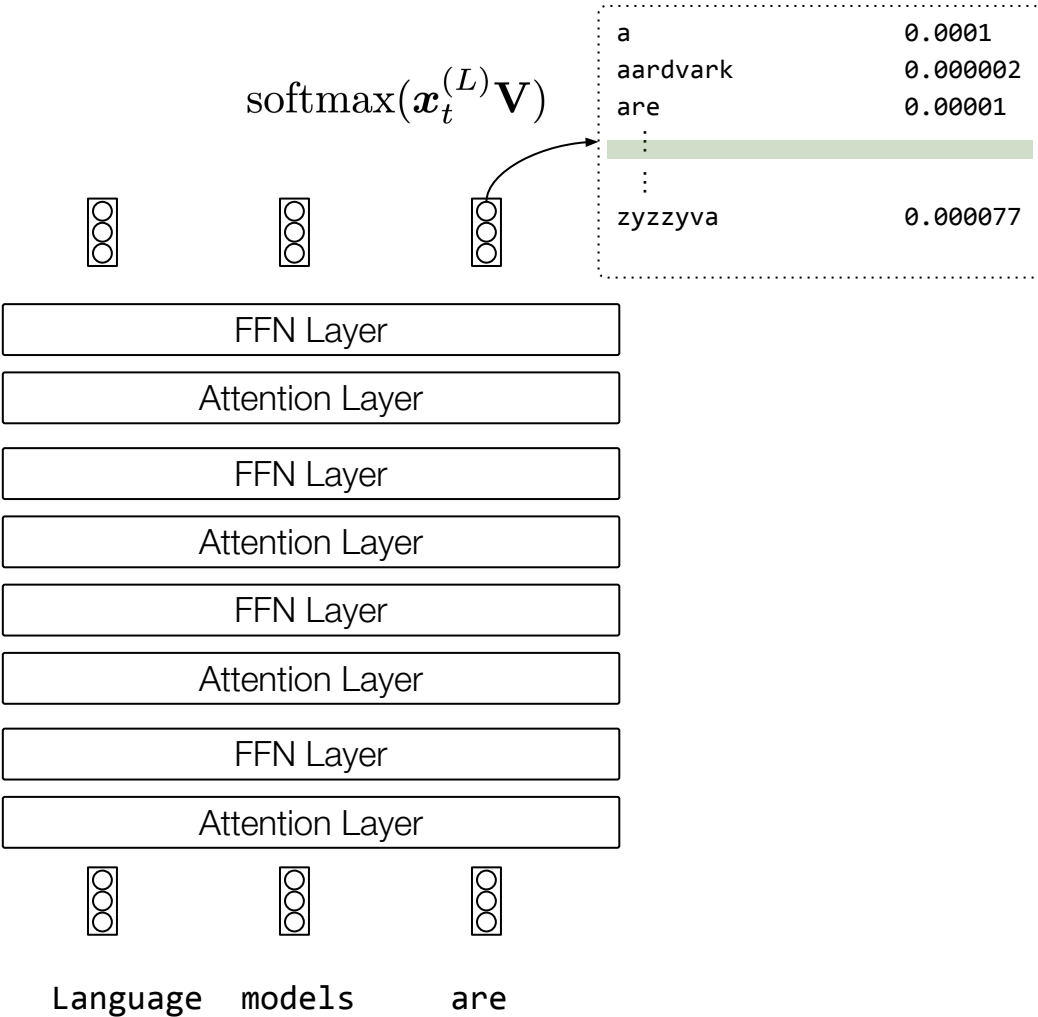 a 0.0001
aardvark 0.000002
softmax(𝒙ₜ⁽ᴸ⁾𝐕)
are 0.00001
⋮
⋮
zyzzyva 0.000077
FFN Layer
Attention Layer
FFN Layer
Attention Layer
FFN Layer
Attention Layer
FFN Layer
Attention Layer
Language models are